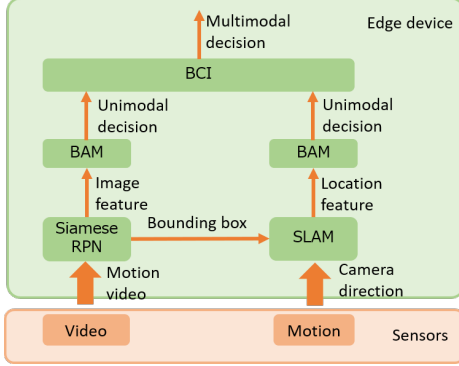 Multimodal
decision
Edge device
BCI
Unimodal
decision
Unimodal
decision
BAM
BAM
Image
feature
Location
feature
Siamese
RPN
Bounding box
SLAM
Motion
video
Camera
direction
Video
Motion
Sensors